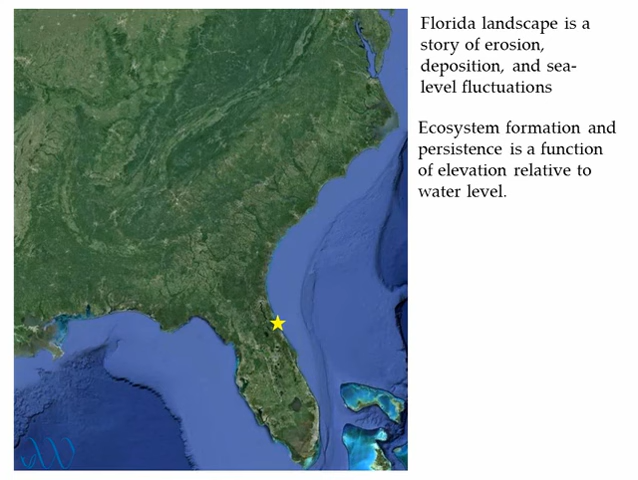 Florida landscape is a
story of erosion,
deposition, and sea-
level fluctuations
Ecosystem formation and
persistence is a function
of elevation relative to
water level.